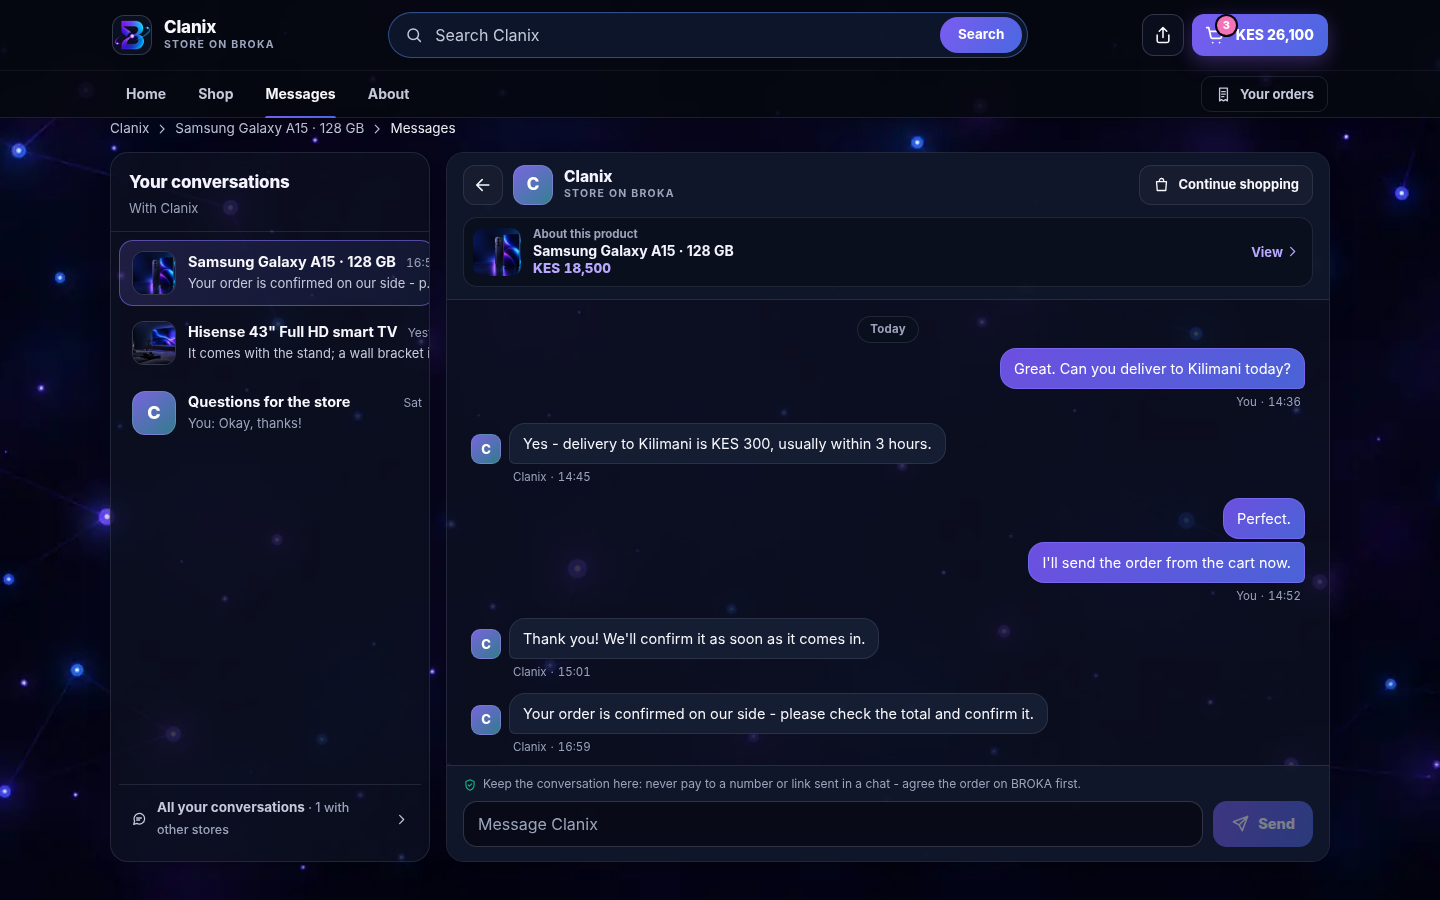 Clanix
STORE ON BROKA
Search Clanix
Search
3
KES 26,100
Home
Shop
Messages
About
Your orders
Clanix > Samsung Galaxy A15 · 128 GB > Messages
Your conversations
With Clanix
Samsung Galaxy A15 · 128 GB 16:5
Your order is confirmed on our side - p...
Hisense 43" Full HD smart TV Yest
It comes with the stand; a wall bracket i
C
Questions for the store Sat
You: Okay, thanks!
All your conversations · 1 with
other stores
C
Clanix
STORE ON BROKA
Continue shopping
About this product
Samsung Galaxy A15 · 128 GB
KES 18,500
View
Today
Great. Can you deliver to Kilimani today?
You · 14:36
C
Yes - delivery to Kilimani is KES 300, usually within 3 hours.
Clanix · 14:45
Perfect.
I'll send the order from the cart now.
You · 14:52
C
Thank you! We'll confirm it as soon as it comes in.
Clanix · 15:01
C
Your order is confirmed on our side - please check the total and confirm it.
Clanix · 16:59
Keep the conversation here: never pay to a number or link sent in a chat - agree the order on BROKA first.
Message Clanix
Send